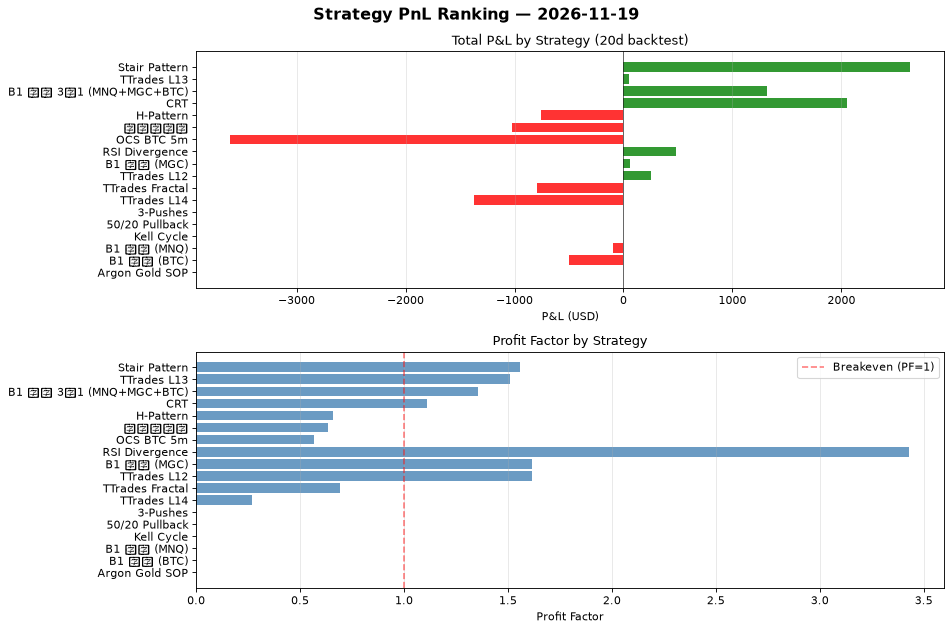 Strategy PnL Ranking — 2026-11-19
Total P&L by Strategy (20d backtest)
Stair Pattern
TTrades L13
B1 3 1 (MNQ+MGC+BTC)
CRT
H-Pattern
OCS BTC 5m
RSI Divergence
B1 (MGC)
TTrades L12
TTrades Fractal
TTrades L14
3-Pushes
50/20 Pullback
Kell Cycle
B1 (MNQ)
B1 (BTC)
Argon Gold SOP
−3000 −2000 −1000 0 1000 2000
P&L (USD)
Profit Factor by Strategy
Breakeven (PF=1)
Stair Pattern
TTrades L13
B1 3 1 (MNQ+MGC+BTC)
CRT
H-Pattern
OCS BTC 5m
RSI Divergence
B1 (MGC)
TTrades L12
TTrades Fractal
TTrades L14
3-Pushes
50/20 Pullback
Kell Cycle
B1 (MNQ)
B1 (BTC)
Argon Gold SOP
0.0 0.5 1.0 1.5 2.0 2.5 3.0 3.5
Profit Factor